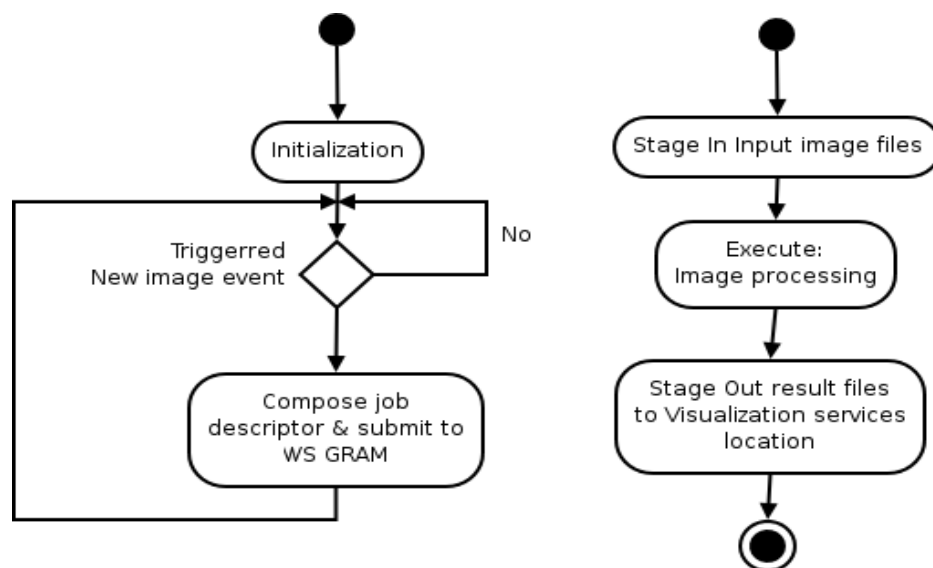 Initialization
Triggerred
New image event
No
Compose job
descriptor & submit to
WS GRAM
Stage In Input image files
Execute:
Image processing
Stage Out result files
to Visualization services
location